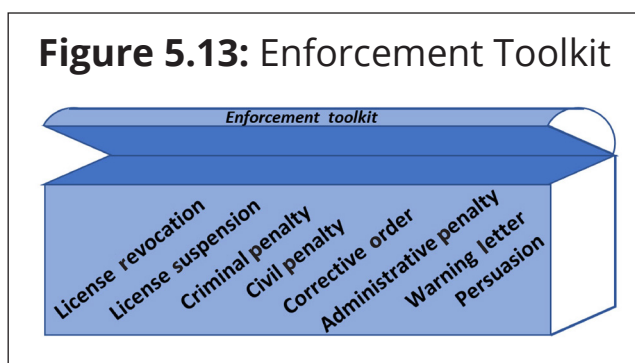 Figure 5.13: Enforcement Toolkit
Enforcement toolkit
License revocation
License suspension
Criminal penalty
Civil penalty
Corrective order
Administrative penalty
Warning letter
Persuasion